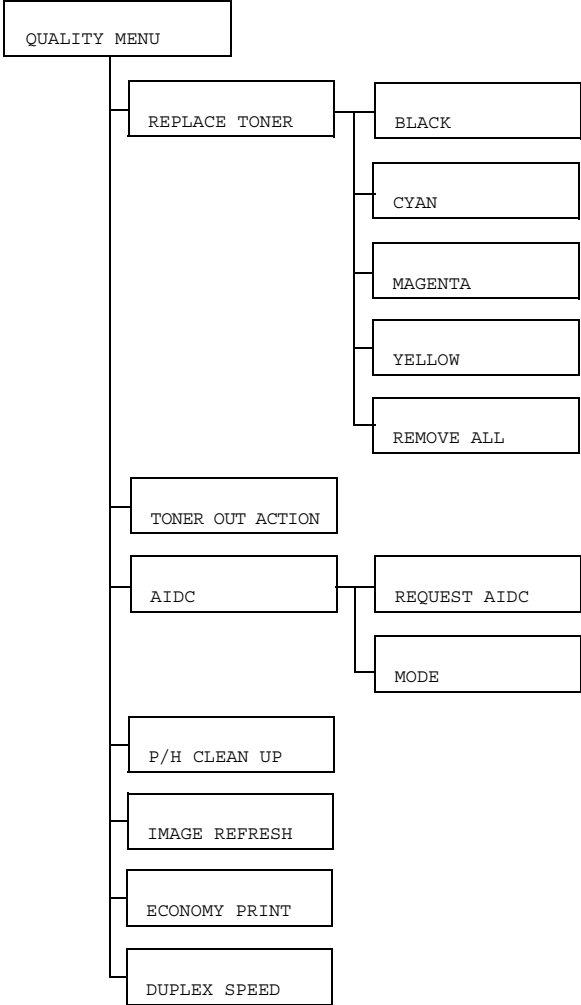 QUALITY MENU
REPLACE TONER
BLACK
CYAN
MAGENTA
YELLOW
REMOVE ALL
TONER OUT ACTION
AIDC
REQUEST AIDC
MODE
P/H CLEAN UP
IMAGE REFRESH
ECONOMY PRINT
DUPLEX SPEED